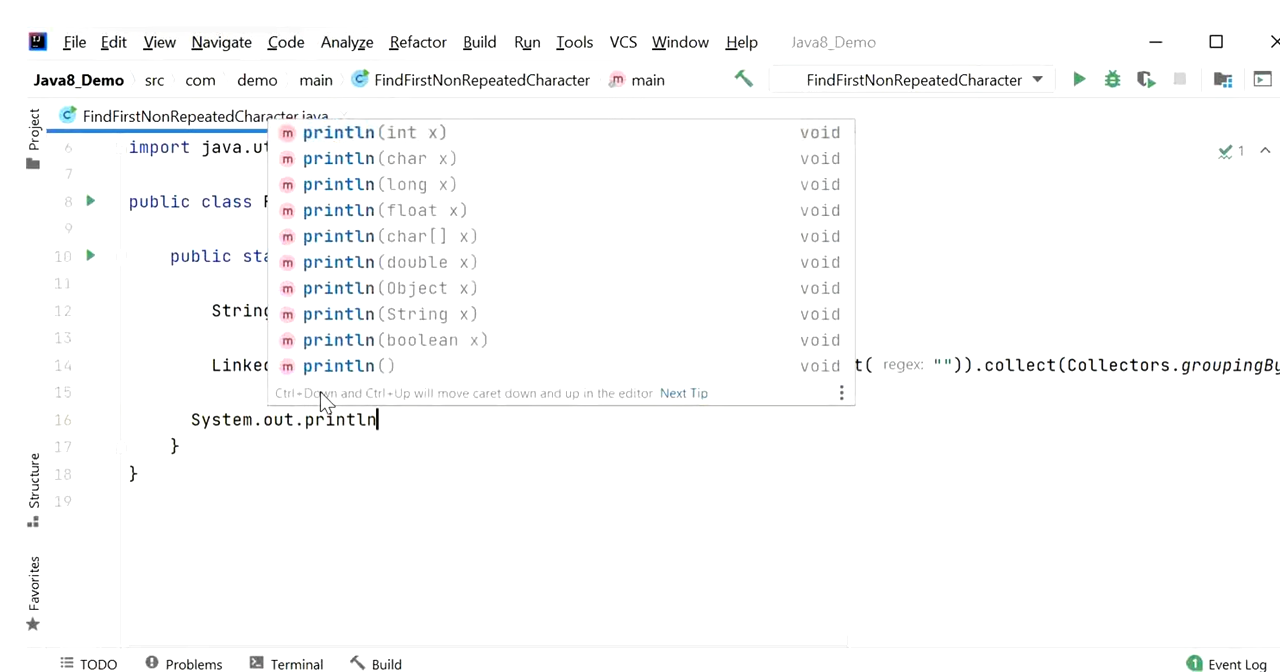 File Edit View Navigate Code Analyze Refactor Build Run Tools VCS Window Help Java8_Demo
Java8_Demo src com demo main FindFirstNonRepeatedCharacter main FindFirstNonRepeatedCharacter
FindFirstNonRepeatedCharacter.java
Project
6 import java.ut
println(int x) void
1
println(char x) void
7
println(long x) void
8 public class F
println(float x) void
9
println(char[] x) void
10 public sta
println(double x) void
11
println(Object x) void
12 String
println(String x) void
13
println(boolean x) void
14 Linked
println() void
t( regex: "")).collect(Collectors.groupingBy
15
Ctrl+Down and Ctrl+Up will move caret down and up in the editor Next Tip
16 System.out.println
17 }
18 }
19
Structure
Favorites
TODO Problems Terminal Build 1 Event Log